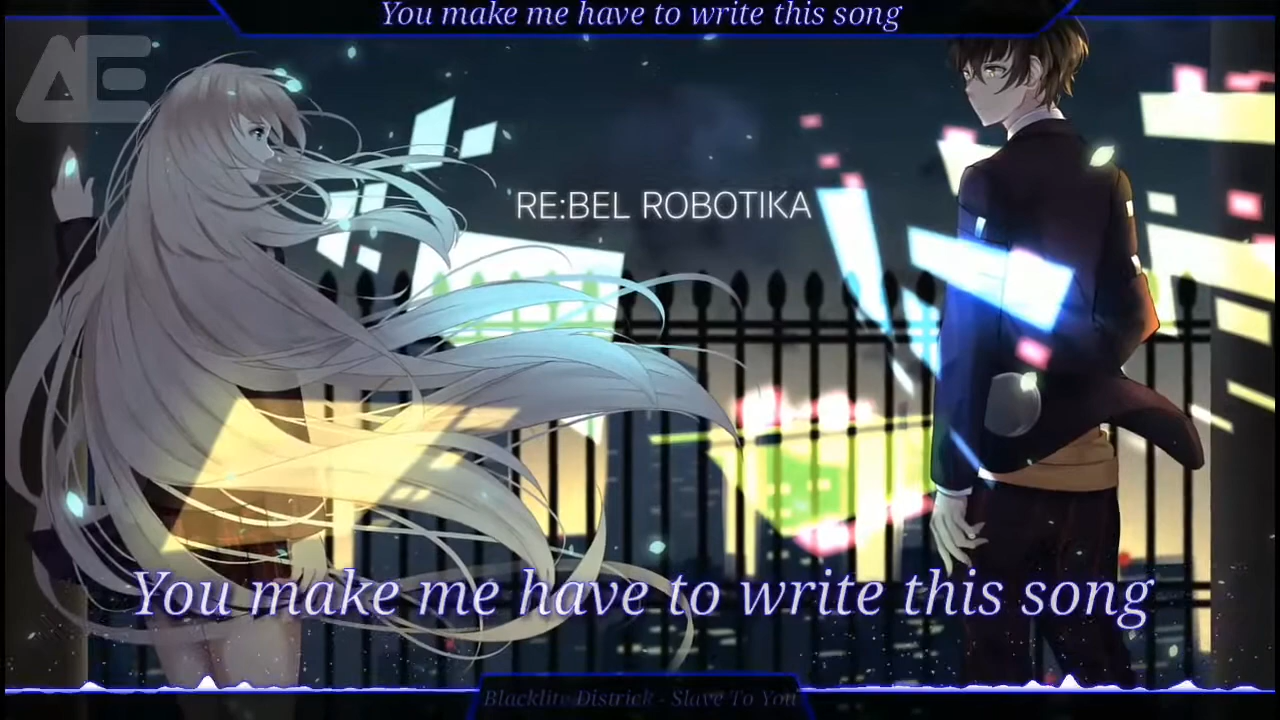 You make me have to write this song
AE
RE:BEL ROBOTIKA
You make me have to write this song
Blacklite Districk - Slave To You